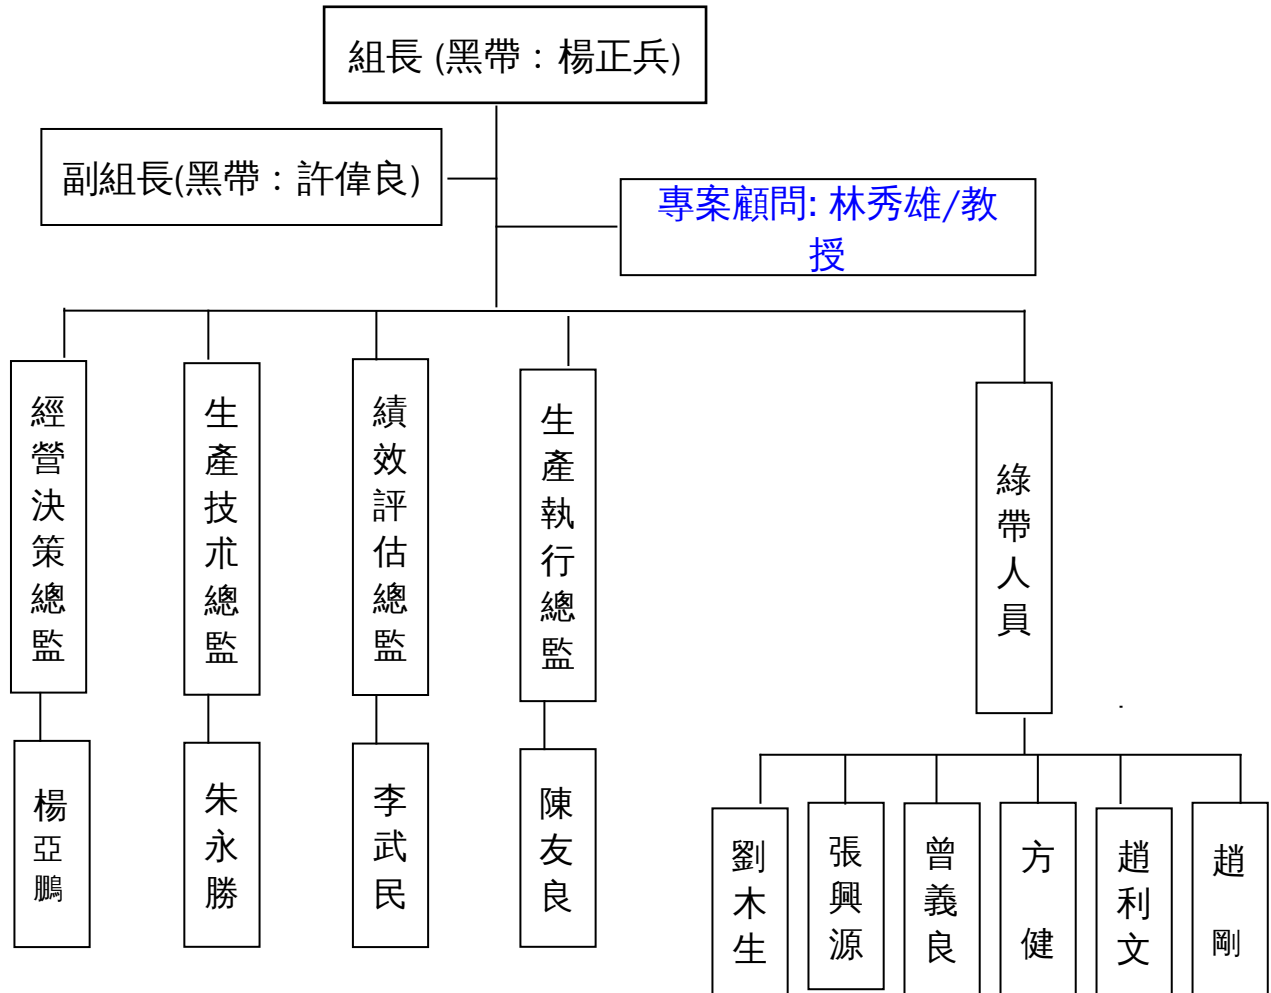 組長 (黑帶：楊正兵)
副組長(黑帶：許偉良)
專案顧問: 林秀雄/教
授
經營決策總監
生產技朮總監
績效評估總監
生產執行總監
綠帶人員
楊亞鵬
朱永勝
李武民
陳友良
劉木生
張興源
曾義良
方健
趙利文
趙剛